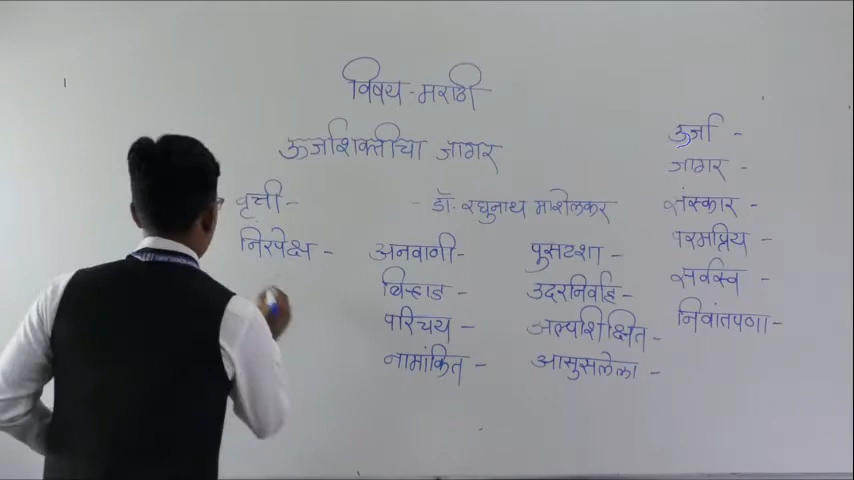 विषय - मराठी
ऊर्जाशक्तीचा जागर
- डॉ. रघुनाथ माशेलकर
वृत्ती -
निरपेक्ष -
अनवाणी -
बिऱ्हाड -
परिचय -
नामांकित -
पुसटशा -
उदरनिर्वाह -
अल्पशिक्षित -
आसुसलेला -
ऊर्जा -
जागर -
संस्कार -
परमप्रिय -
सर्वस्व -
निवांतपणा -